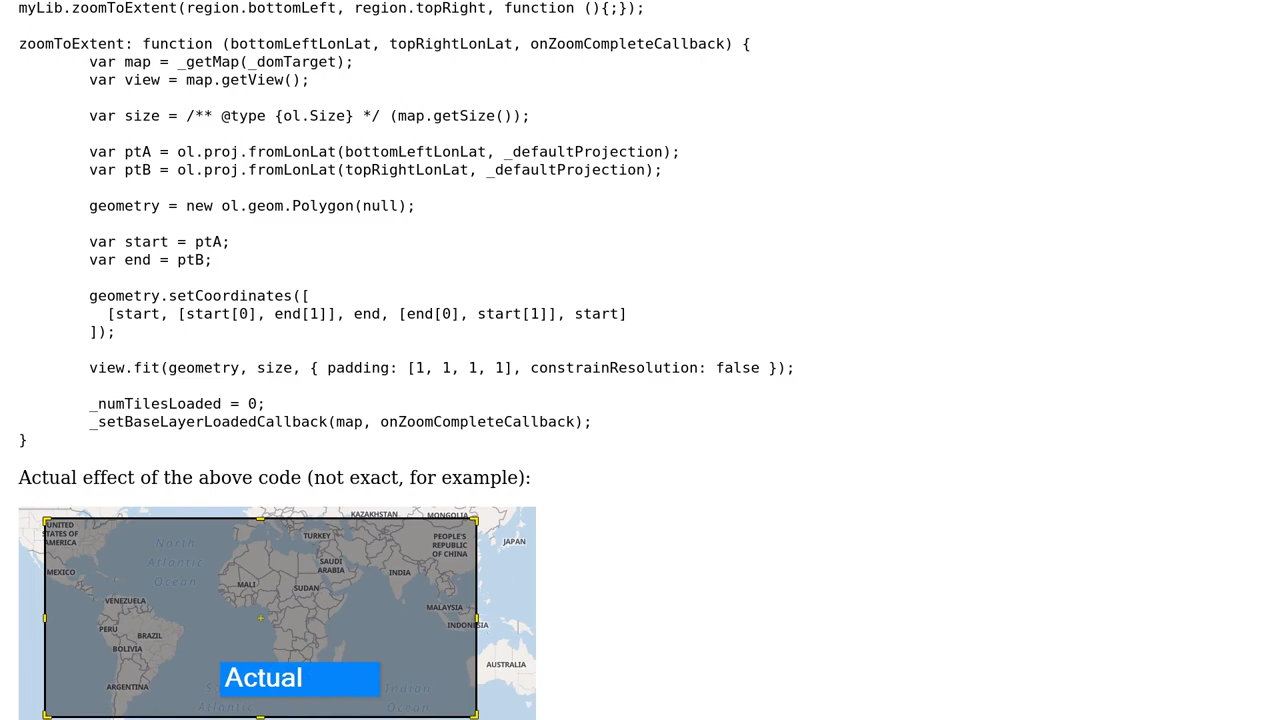 myLib.zoomToExtent(region.bottomLeft, region.topRight, function (){;});
zoomToExtent: function (bottomLeftLonLat, topRightLonLat, onZoomCompleteCallback) {
var map = _getMap(_domTarget);
var view = map.getView();
var size = /** @type {ol.Size} */ (map.getSize());
var ptA = ol.proj.fromLonLat(bottomLeftLonLat, _defaultProjection);
var ptB = ol.proj.fromLonLat(topRightLonLat, _defaultProjection);
geometry = new ol.geom.Polygon(null);
var start = ptA;
var end = ptB;
geometry.setCoordinates([
[start, [start[0], end[1]], end, [end[0], start[1]], start]
]);
view.fit(geometry, size, { padding: [1, 1, 1, 1], constrainResolution: false });
_numTilesLoaded = 0;
_setBaseLayerLoadedCallback(map, onZoomCompleteCallback);
}
Actual effect of the above code (not exact, for example):
KAZAKHSTAN
MONGOLIA
UNITED
STATES OF
AMERICA
TURKEY
PEOPLE'S
REPUBLIC
OF CHINA
JAPAN
North
Atlantic
Ocean
SAUDI
ARABIA
MEXICO
INDIA
MALI
SUDAN
VENEZUELA
MALAYSIA
PERU
BRAZIL
INDONESIA
BOLIVIA
AUSTRALIA
Actual
ARGENTINA
Indian
Atlantic
Ocean